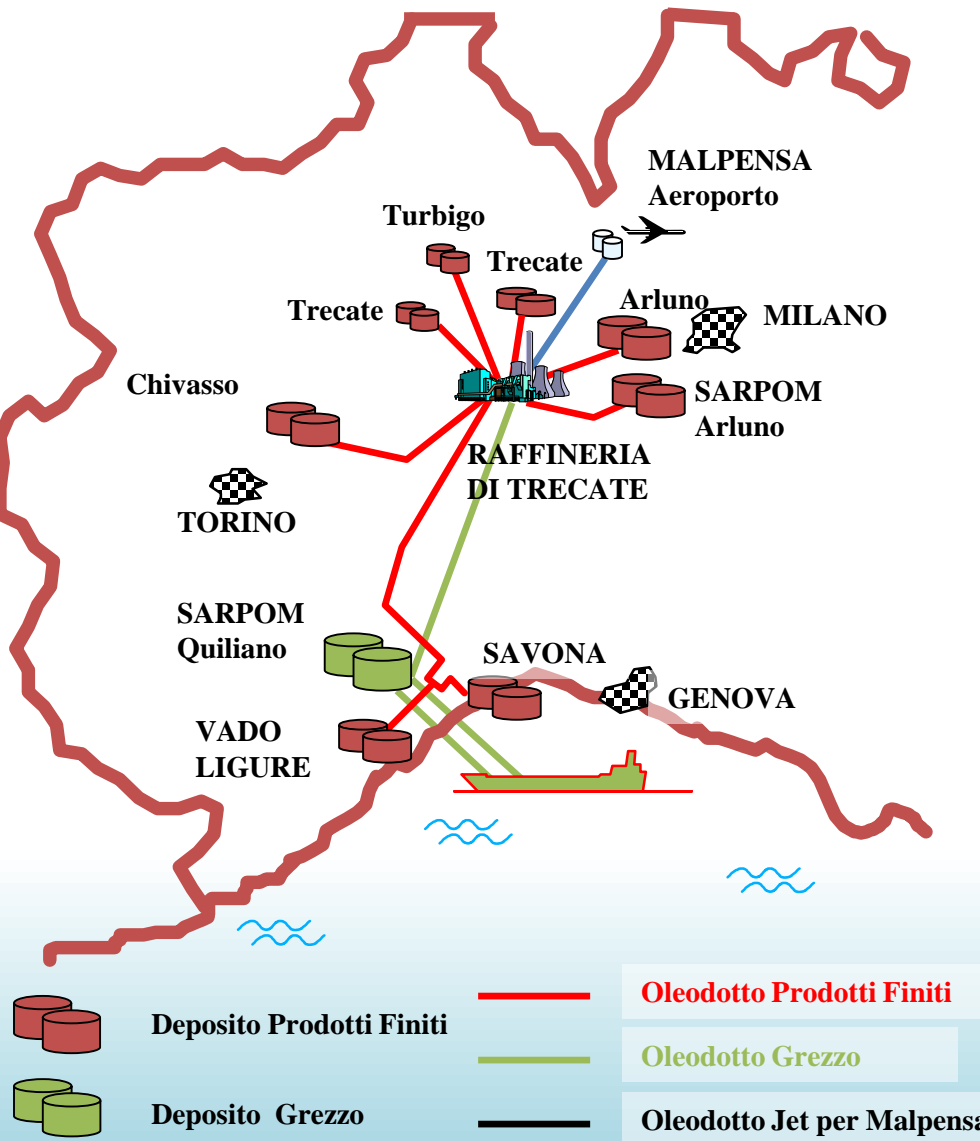 MALPENSA
Aeroporto
Turbigo
Trecate
Trecate
Arluno
MILANO
Chivasso
SARPOM
Arluno
RAFFINERIA
DI TRECATE
TORINO
SARPOM
Quiliano
SAVONA
GENOVA
VADO
LIGURE
Oleodotto Prodotti Finiti
Deposito Prodotti Finiti
Oleodotto Grezzo
Deposito Grezzo
Oleodotto Jet per Malpensa